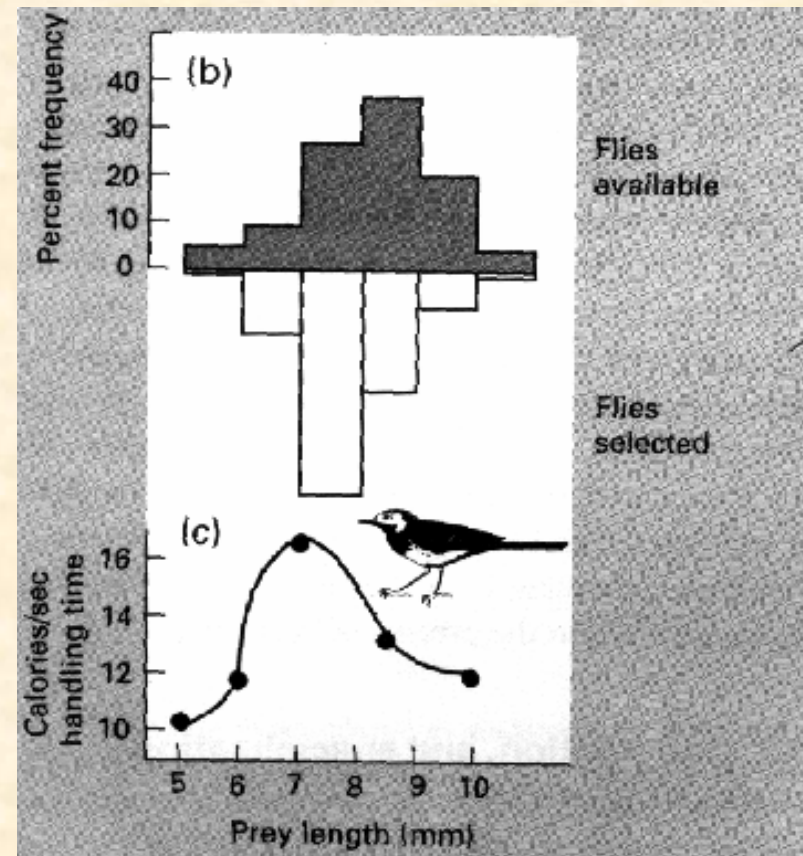 (b)
Percent frequency
40
30
20
10
0
Flies
available
Flies
selected
(c)
Calories/sec
handling time
16
14
12
10
5 6 7 8 9 10
Prey length (mm)